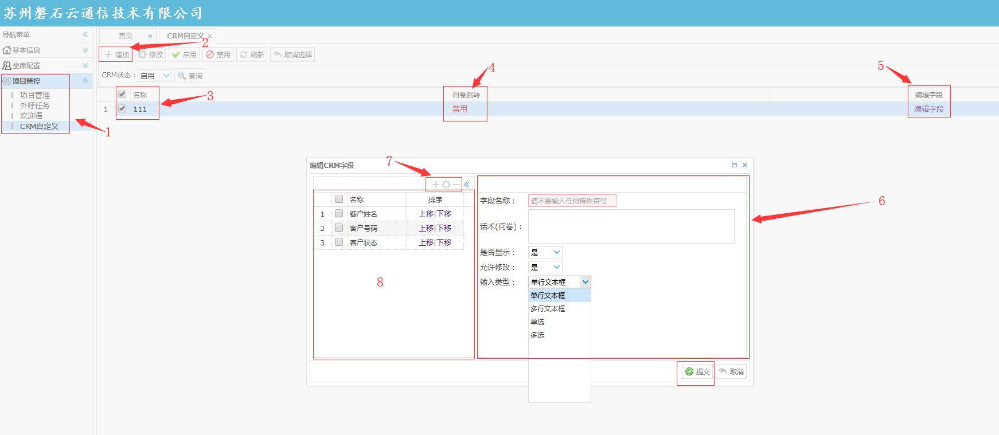 苏州磐石云通信技术有限公司
导航菜单
首页
CRM自定义
2
基本信息
增加
修改
启用
禁用
刷新
取消选择
坐席配置
CRM状态：
启用
查询
4
5
项目管控
名称
3
问卷跳转
编辑字段
项目管理
外呼任务
1
111
禁用
编辑字段
欢迎语
CRM自定义
1
编辑CRM字段
7
名称
排序
1
客户姓名
上移|下移
2
客户号码
上移|下移
3
客户状态
上移|下移
8
字段名称：
请不要输入任何特殊符号
6
话术(问卷)：
是否显示：
是
允许修改：
是
输入类型：
单行文本框
单行文本框
多行文本框
单选
多选
提交
取消